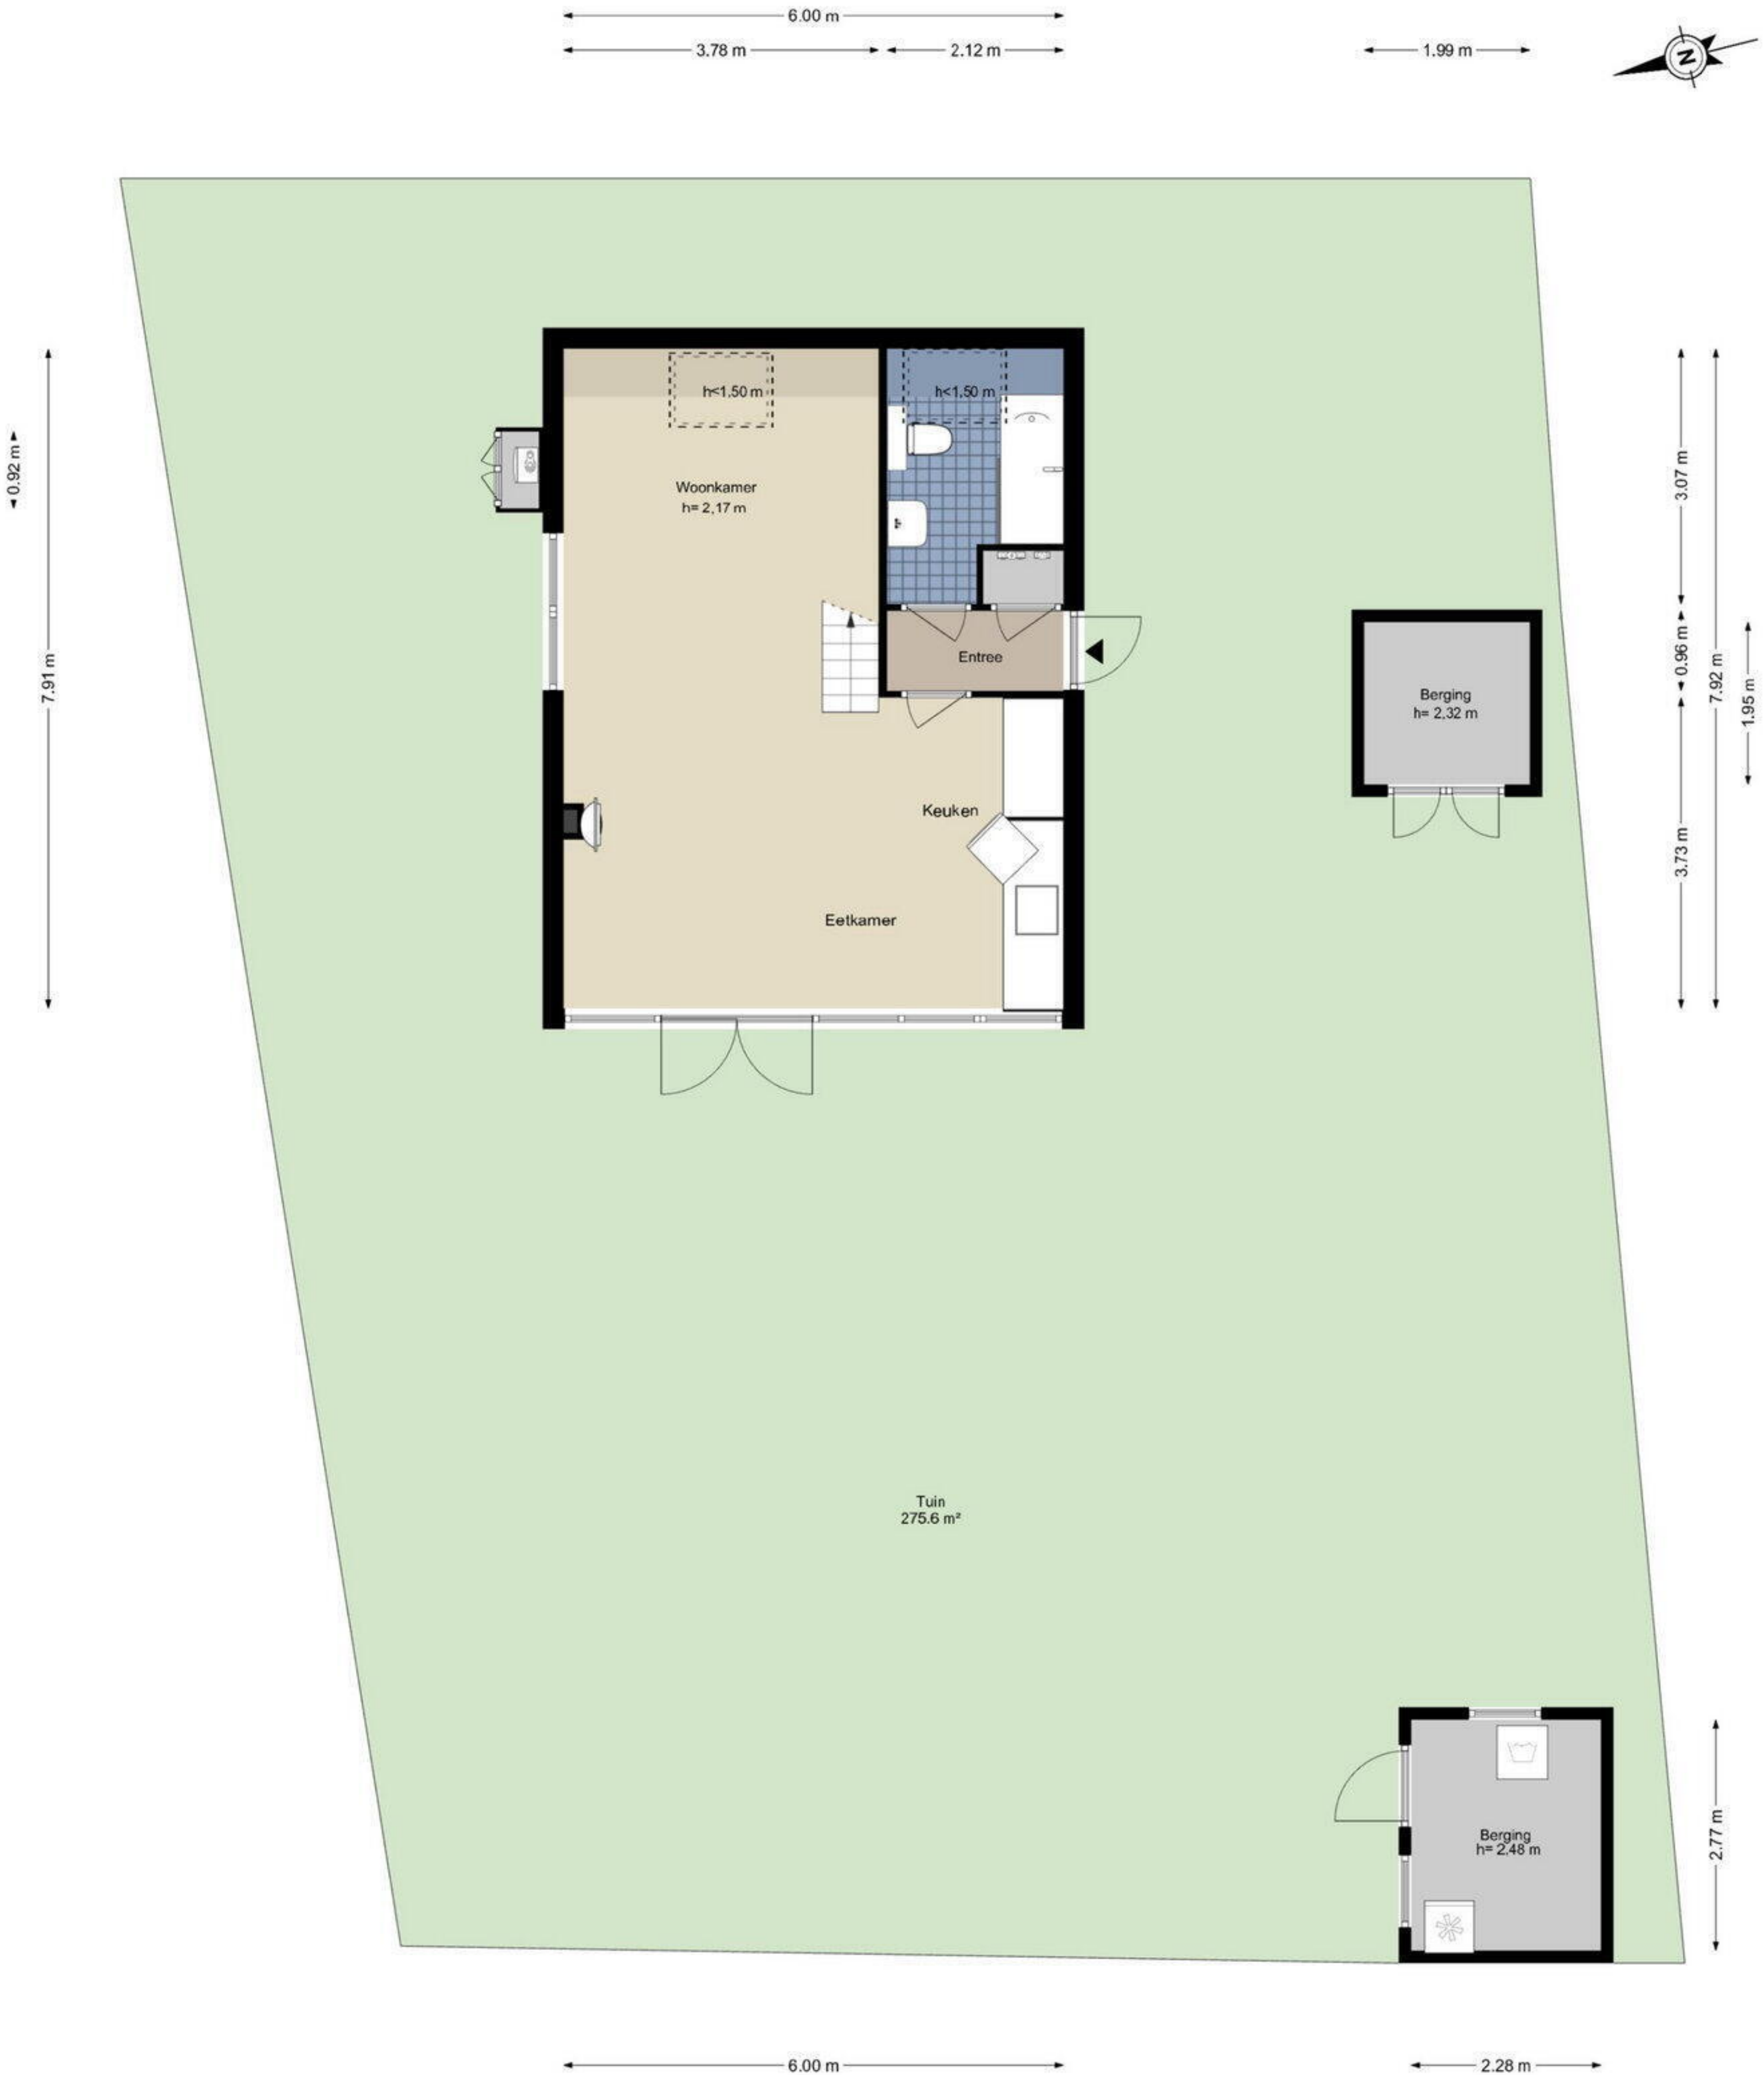 6.00 m
3.78 m
2.12 m
1.99 m
N
h<1,50 m
h<1,50 m
0.92 m
Woonkamer
h= 2,17 m
3.07 m
7.91 m
Entree
0.96 m
7.92 m
1.95 m
Berging
h= 2,32 m
Keuken
3.73 m
Eetkamer
Tuin
275.6 m²
Berging
h= 2,48 m
2.77 m
6.00 m
2.28 m